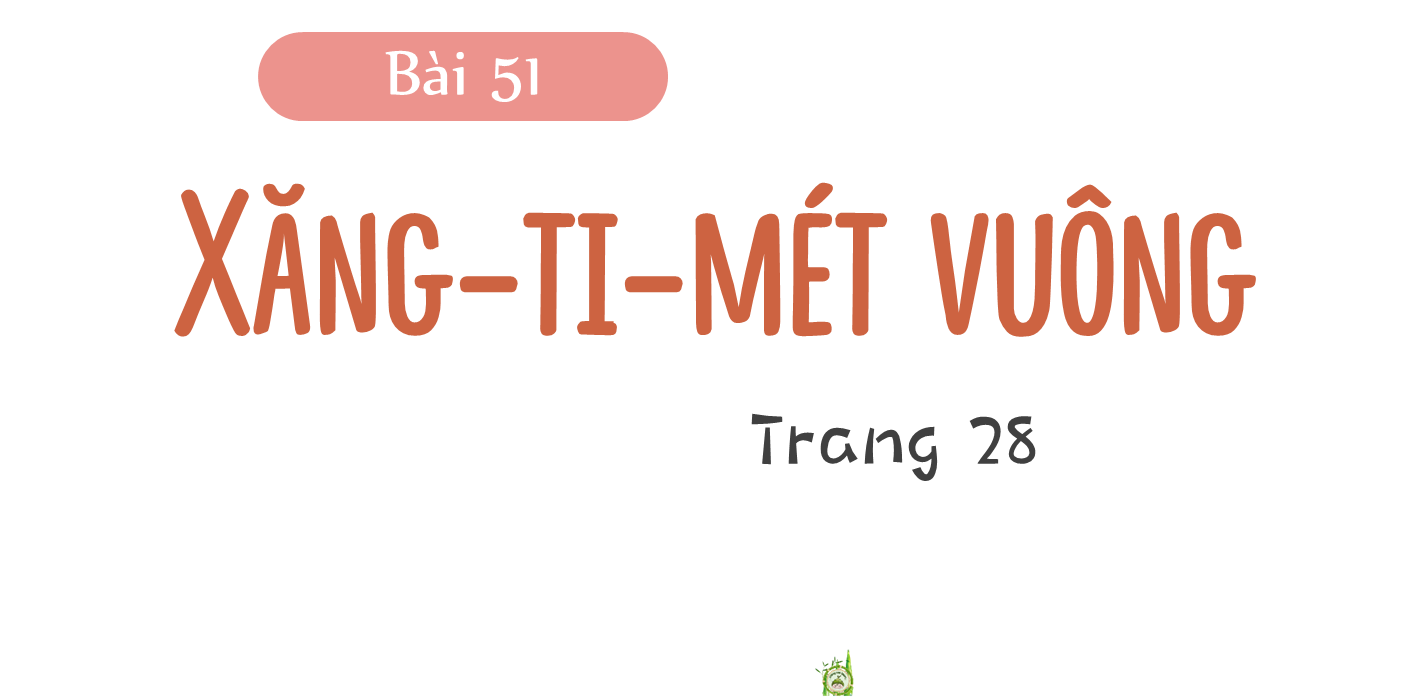 Bài 51
XĂNG-TI-MÉT VUÔNG
Trang 28